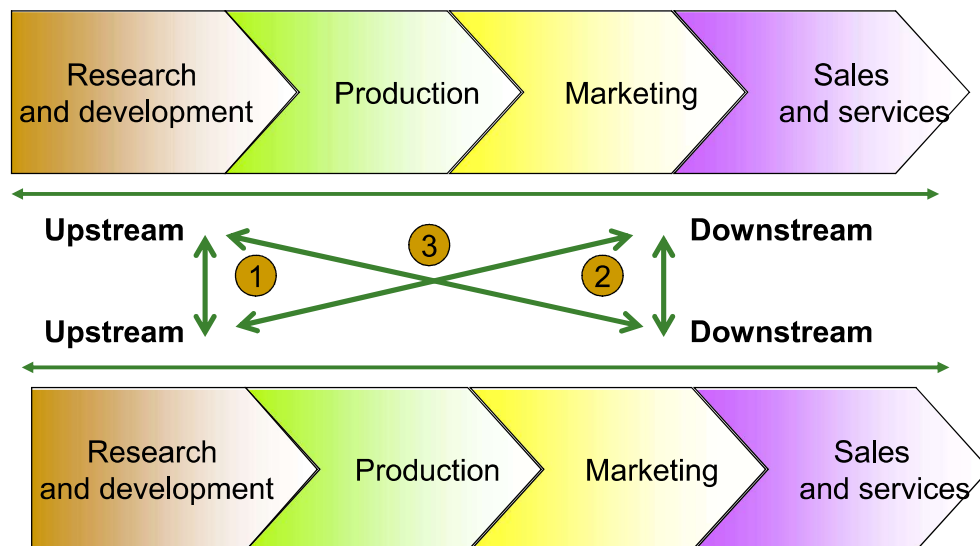 Research
and development
Production
Marketing
Sales
and services
Upstream
3
Downstream
1
2
Upstream
Downstream
Research
and development
Production
Marketing
Sales
and services